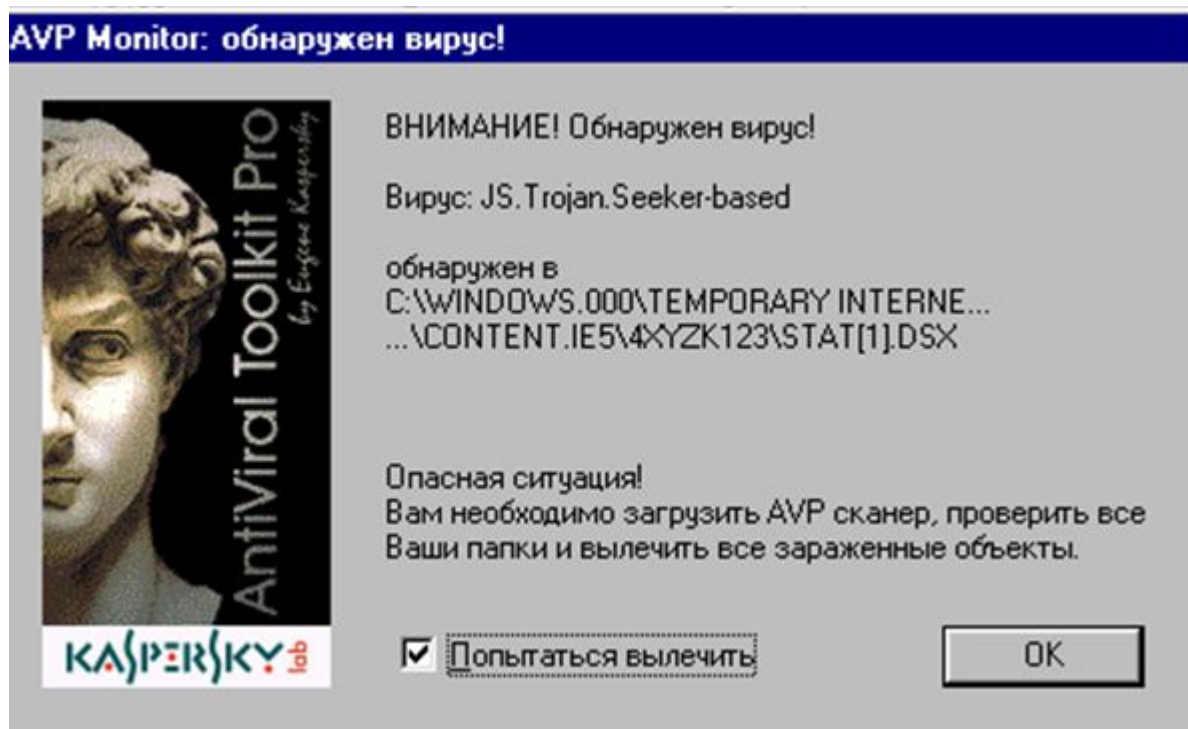 AVP Monitor: обнаружен вирус!
AntiViral Toolkit Pro
by Eugene Kaspersky
KASPERSKY lab
ВНИМАНИЕ! Обнаружен вирус!
Вирус: JS.Trojan.Seeker-based
обнаружен в
C:\WINDOWS.000\TEMPORARY INTERNE...
...\CONTENT.IE5\4XYZK123\STAT[1].DSX
Опасная ситуация!
Вам необходимо загрузить AVP сканер, проверить все
Ваши папки и вылечить все зараженные объекты.
Попытаться вылечить
OK